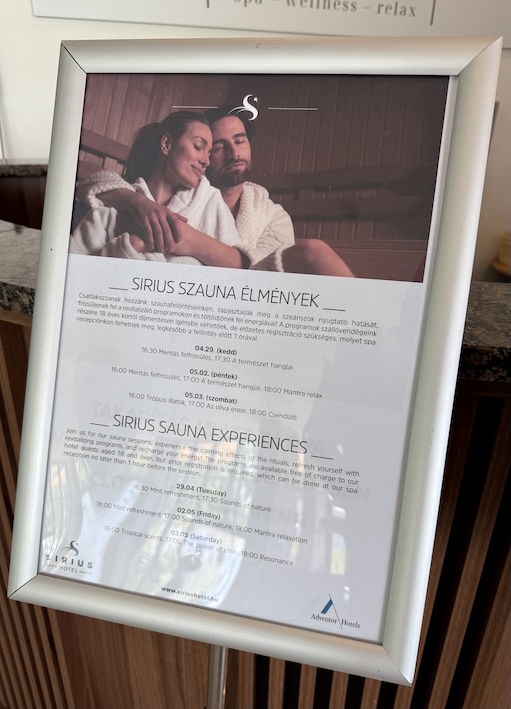 spa – wellness – relax
S
SIRIUS SZAUNA ÉLMÉNYEK
Csatlakozzanak hozzánk szaunafelöntéseinken, tapasztalják meg a szeánszok nyugtató hatását,
frissüljenek fel a revitalizáló programokon és töltődjenek fel energiával! A programok szállóvendégeink
részére 18 éves kortól díjmentesen igénybe vehetőek, de előzetes regisztráció szükséges, melyet spa
recepciónkon tehetnek meg, legkésőbb a felöntés előtt 1 órával.
04.29. (kedd)
16:30 Mentás felfrissülés, 17:30 A természet hangjai
05.02. (péntek)
16:00 Mentás felfrissülés, 17:00 A természet hangjai, 18:00 Mantra relax
05.03. (szombat)
16:00 Trópusi illatok, 17:00 Az olíva ereje, 18:00 Csendülő
SIRIUS SAUNA EXPERIENCES
Join us for our sauna sessions, experience the calming effects of the rituals, refresh yourself with
revitalizing programs, and recharge your energy! The programs are available free of charge to our
hotel guests aged 18 and over, but prior registration is required, which can be done at our spa
reception no later than 1 hour before the session.
29.04 (Tuesday)
16:30 Mint refreshment, 17:30 Sounds of nature
02.05 (Friday)
16:00 Mint refreshment, 17:00 Sounds of nature, 18:00 Mantra relaxation
03.05 (Saturday)
16:00 Tropical scents, 17:00 The power of olive, 18:00 Resonance
SIRIUS
HOTEL
www.siriushotel.hu
Adventor Hotels